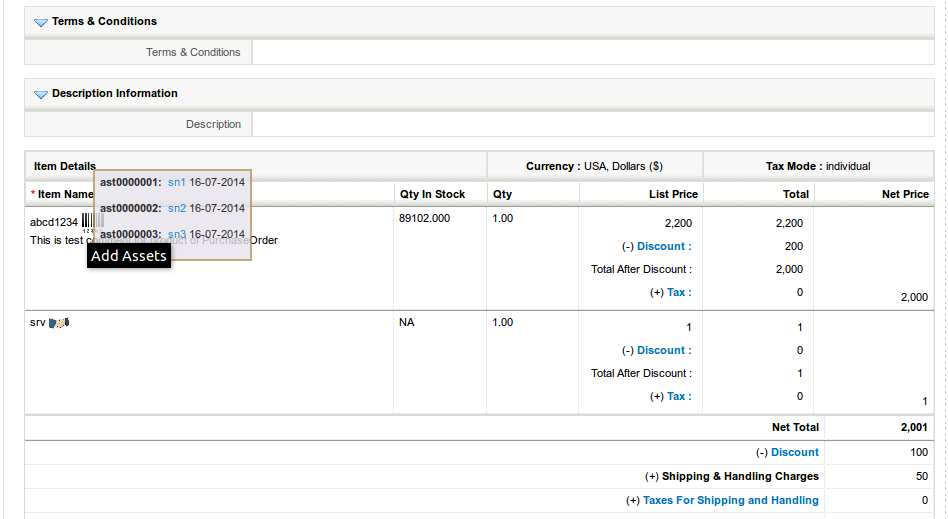 Terms & Conditions
Terms & Conditions
Description Information
Description
Item Details Currency : USA, Dollars ($) Tax Mode : individual
* Item Name Qty In Stock Qty List Price Total Net Price
ast0000001: sn1 16-07-2014
ast0000002: sn2 16-07-2014
ast0000003: sn3 16-07-2014
abcd1234 89102.000 1.00 2,200 2,200
This is test comment for product of PurchaseOrder
Add Assets
(-) Discount : 200
Total After Discount : 2,000
(+) Tax : 0
2,000
srv NA 1.00 1 1
(-) Discount : 0
Total After Discount : 1
(+) Tax : 0
1
Net Total 2,001
(-) Discount 100
(+) Shipping & Handling Charges 50
(+) Taxes For Shipping and Handling 0